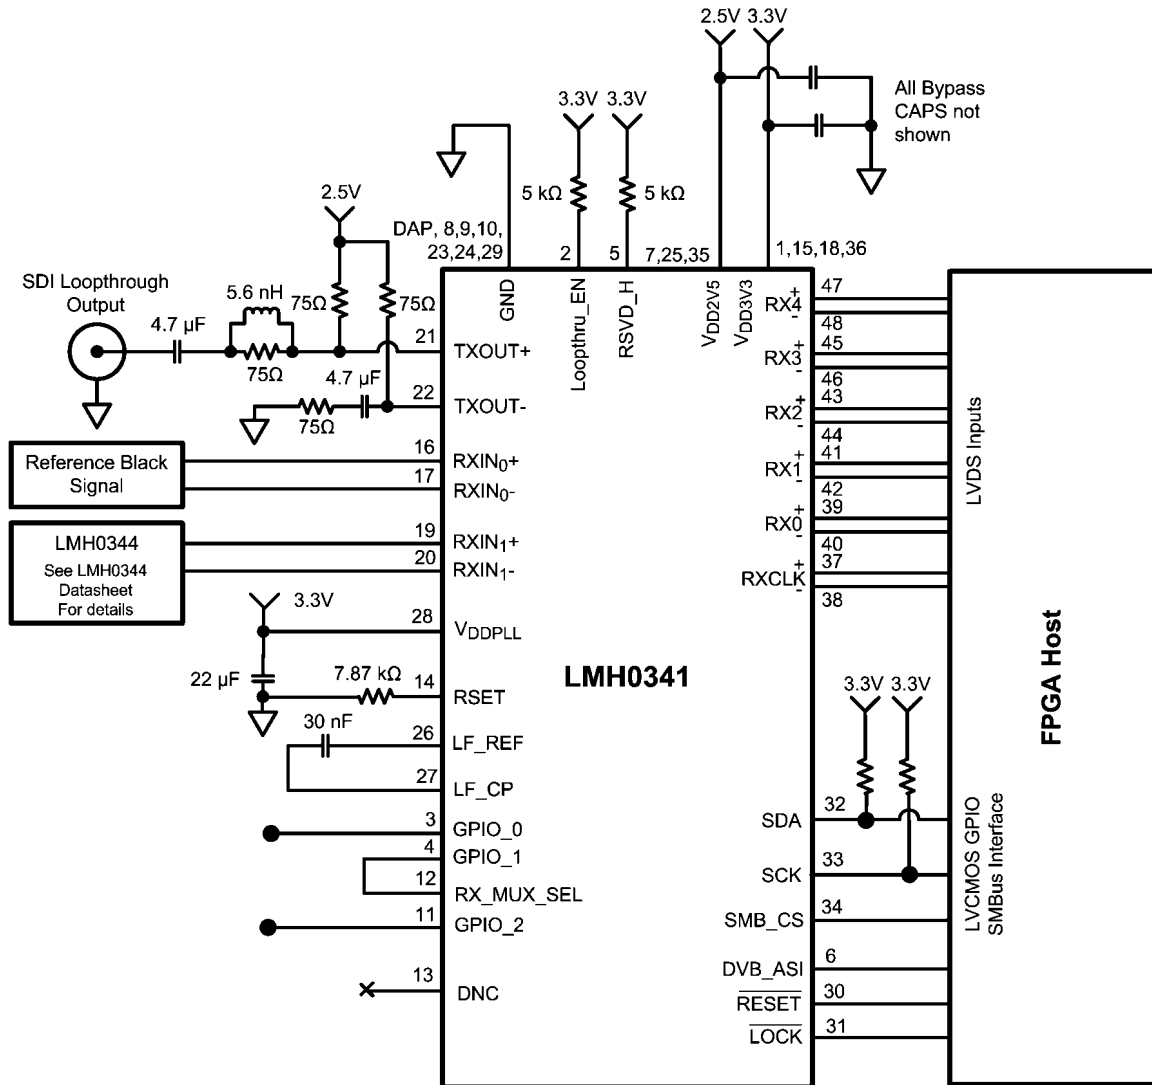 2.5V 3.3V
All Bypass
CAPS not
shown
3.3V 3.3V
5 kΩ 5 kΩ
2.5V
DAP, 8,9,10,
23,24,29
2 5 7,25,35 1,15,18,36
GND
Loopthru_EN
RSVD_H
VDD2V5
VDD3V3
SDI Loopthrough
Output
5.6 nH
75Ω 75Ω
4.7 µF
75Ω
21 TXOUT+
4.7 µF
75Ω
22 TXOUT-
Reference Black
Signal
16 RXIN0+
17 RXIN0-
LMH0344
See LMH0344
Datasheet
For details
19 RXIN1+
20 RXIN1-
3.3V
28 VDDPLL
22 µF
7.87 kΩ
14 RSET
30 nF
26 LF_REF
27 LF_CP
3 GPIO_0
4 GPIO_1
12 RX_MUX_SEL
11 GPIO_2
13 DNC
LMH0341
RX4 + - 47 48
RX3 + - 45 46
RX2 + - 43 44
RX1 + - 41 42
RX0 + - 39 40
RXCLK + - 37 38
3.3V 3.3V
SDA 32
SCK 33
SMB_CS 34
DVB_ASI 6
RESET 30
LOCK 31
LVDS Inputs
LVCMOS GPIO
SMBus Interface
FPGA Host